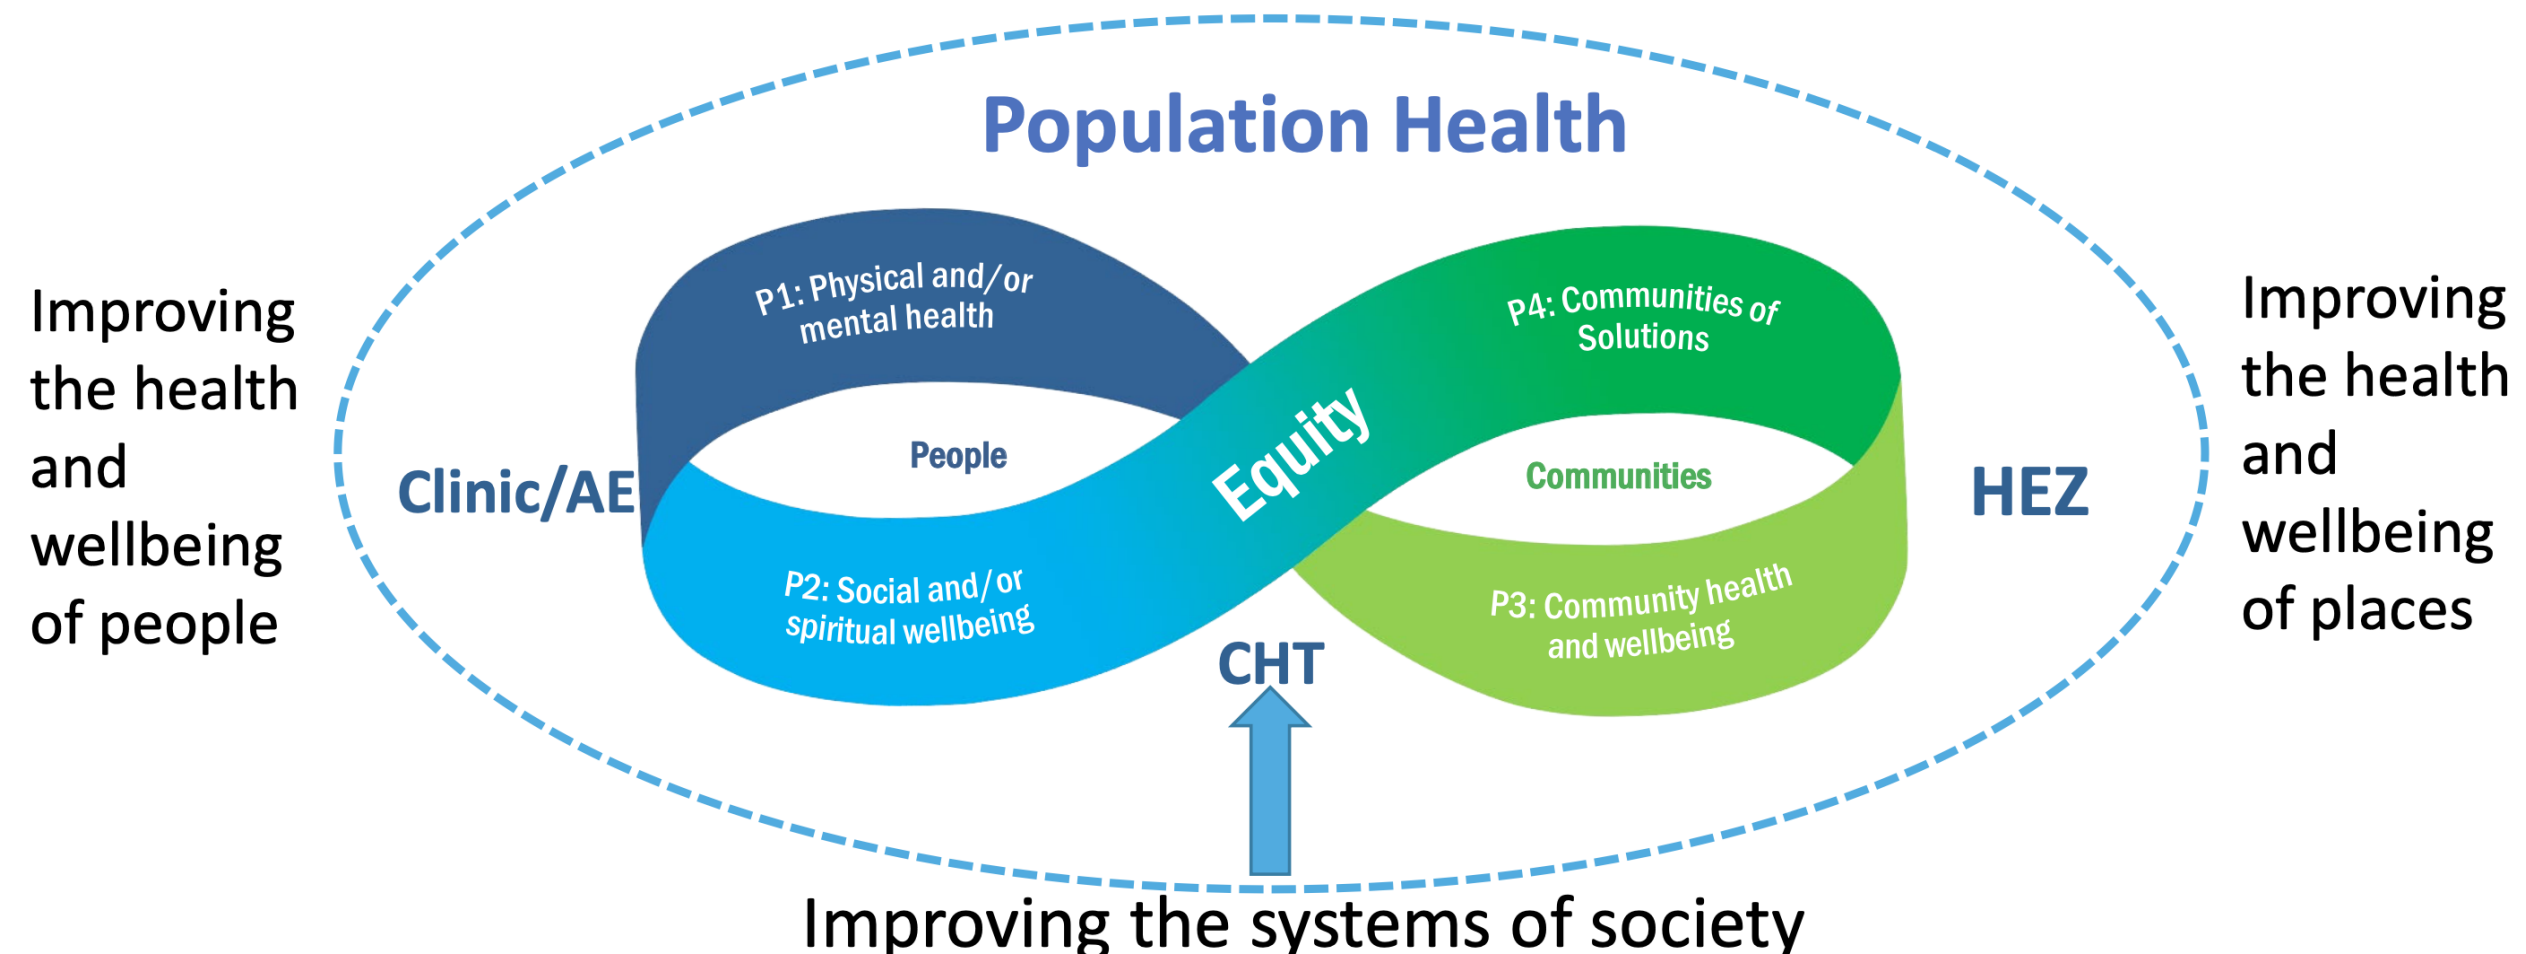 Population Health
Improving
the health
and
wellbeing
of people
Clinic/AE
P1: Physical and/or
mental health
People
P2: Social and/or
spiritual wellbeing
Equity
P4: Communities of
Solutions
Communities
P3: Community health
and wellbeing
CHT
HEZ
Improving
the health
and
wellbeing
of places
Improving the systems of society